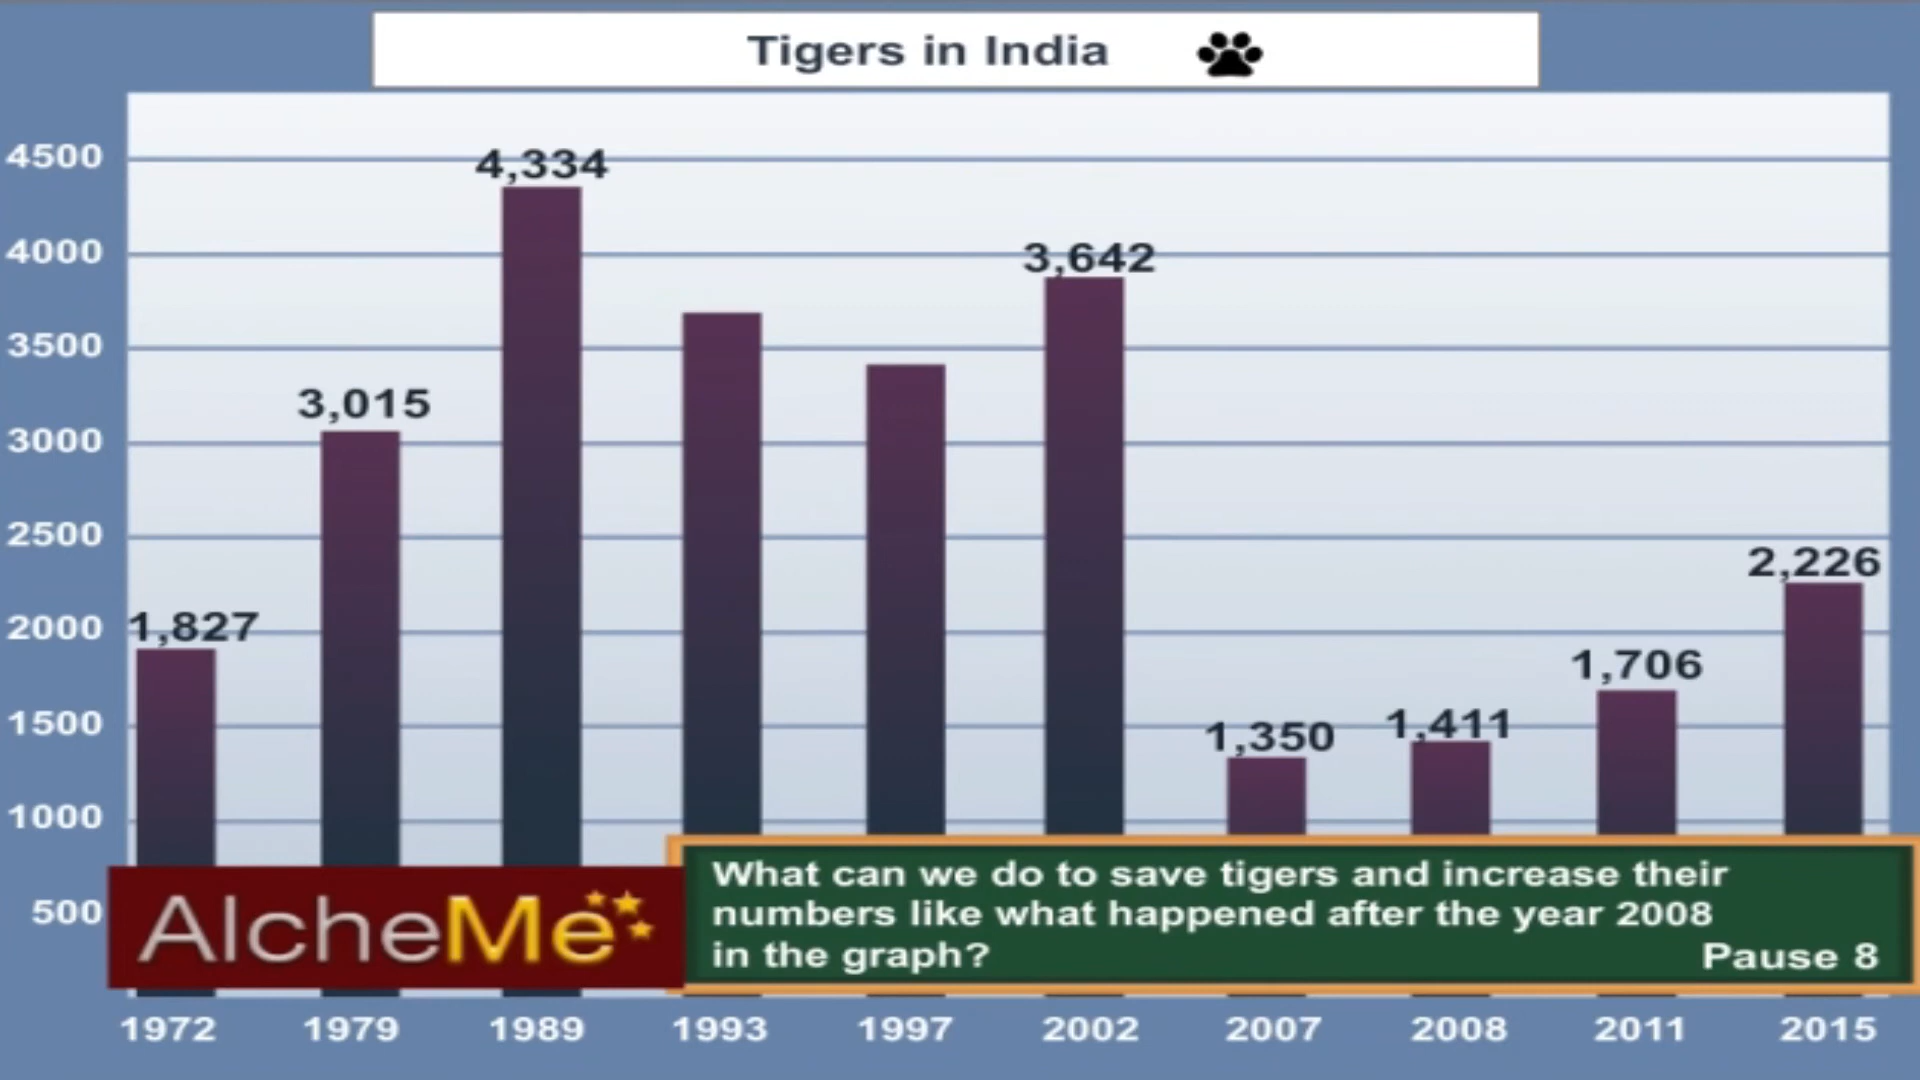 Tigers in India
4500
4000
3500
3000
2500
2000
1500
1000
500
1,827
3,015
4,334
3,642
1,350
1,411
1,706
2,226
AlcheMe
What can we do to save tigers and increase their
numbers like what happened after the year 2008
in the graph?
Pause 8
1972 1979 1989 1993 1997 2002 2007 2008 2011 2015